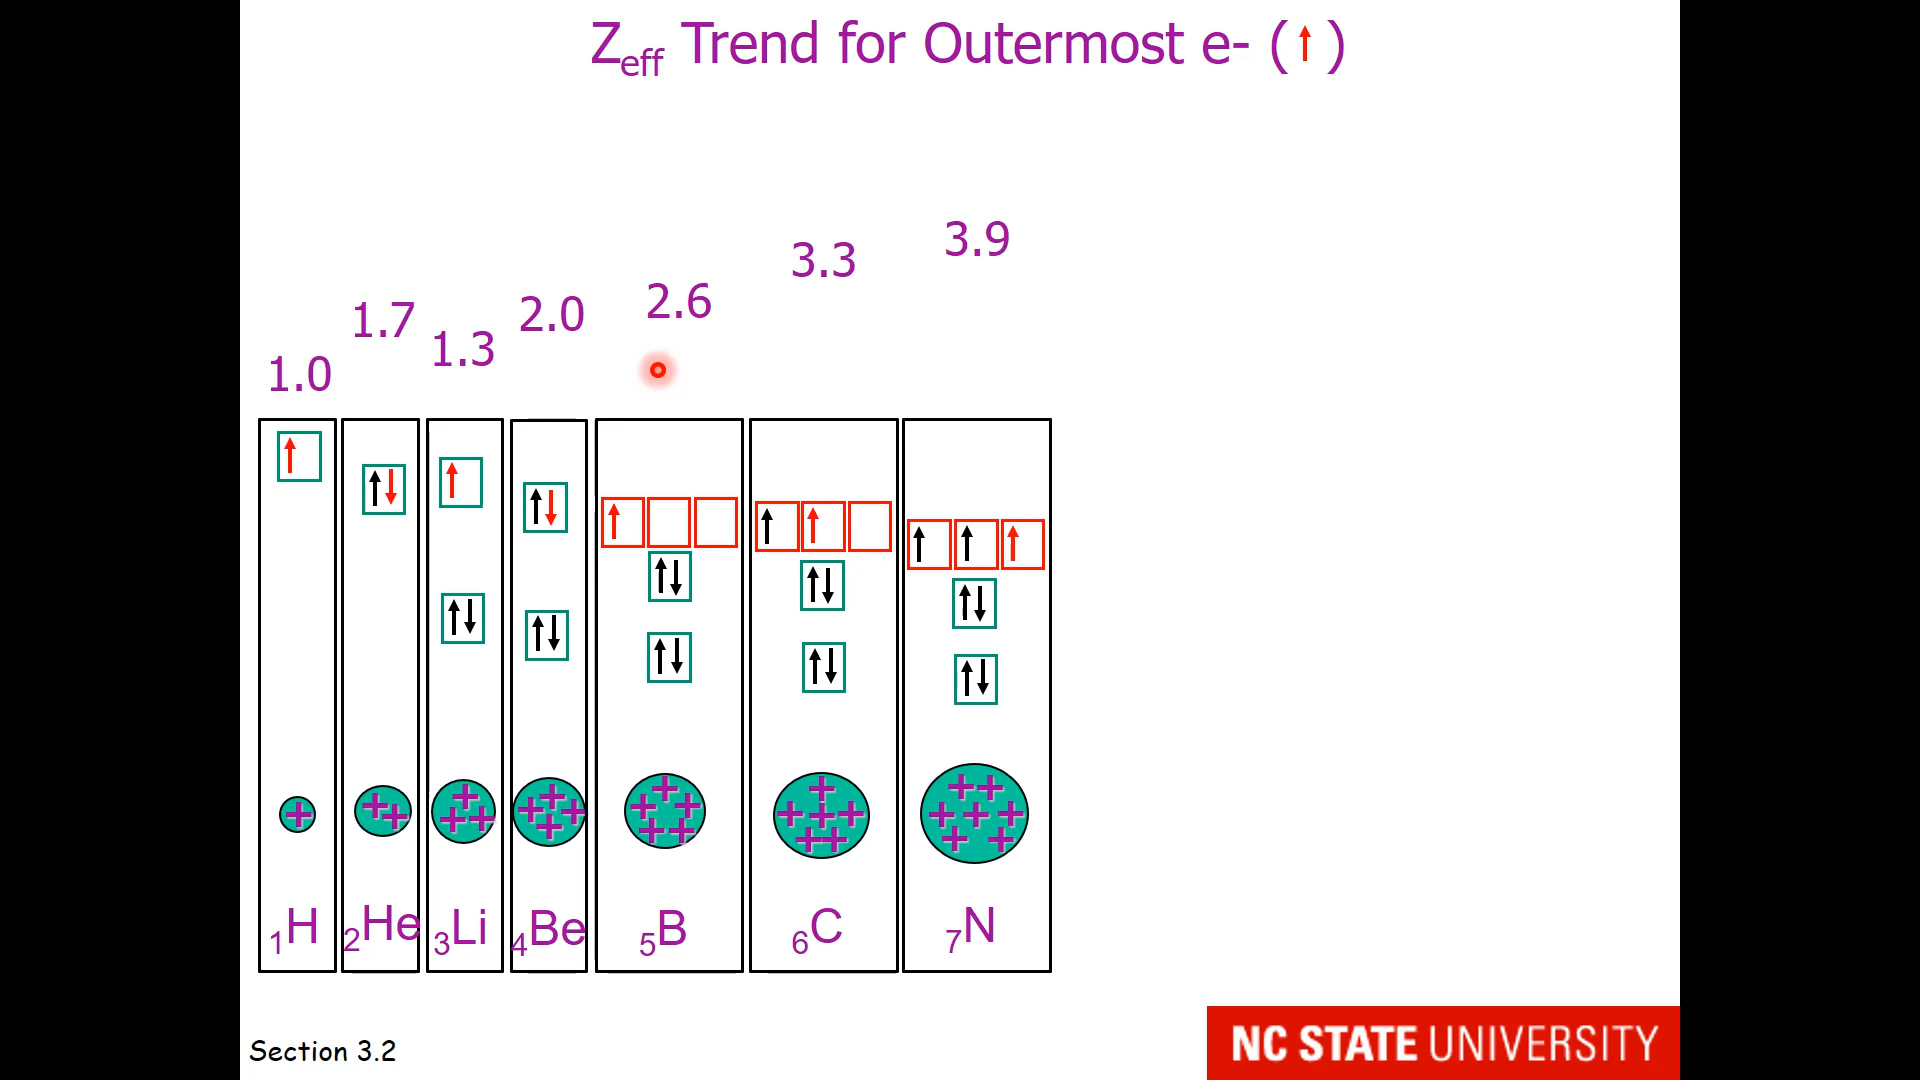 Z_eff Trend for Outermost e- (↑)
3.9
3.3
2.6
2.0
1.7
1.3
1.0
₁H ₂He ₃Li ₄Be ₅B ₆C ₇N
Section 3.2
NC STATE UNIVERSITY